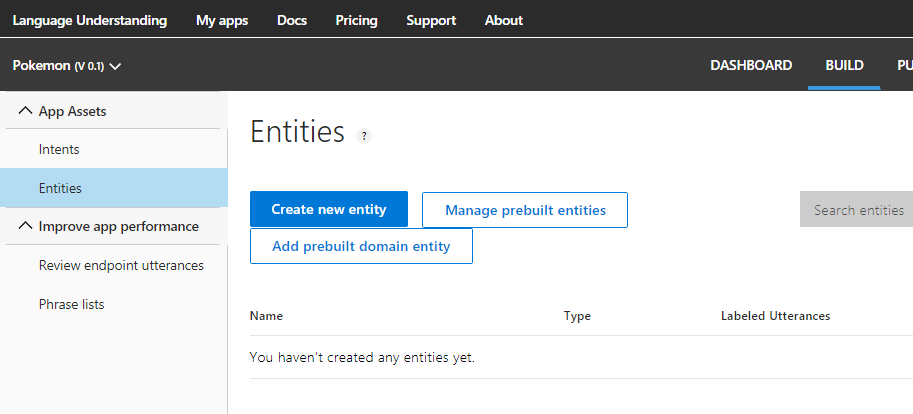 Language Understanding My apps Docs Pricing Support About
Pokemon (V 0.1) DASHBOARD BUILD PU
App Assets
Intents
Entities
Improve app performance
Review endpoint utterances
Phrase lists
Entities ?
Create new entity Manage prebuilt entities Search entities
Add prebuilt domain entity
Name Type Labeled Utterances
You haven't created any entities yet.